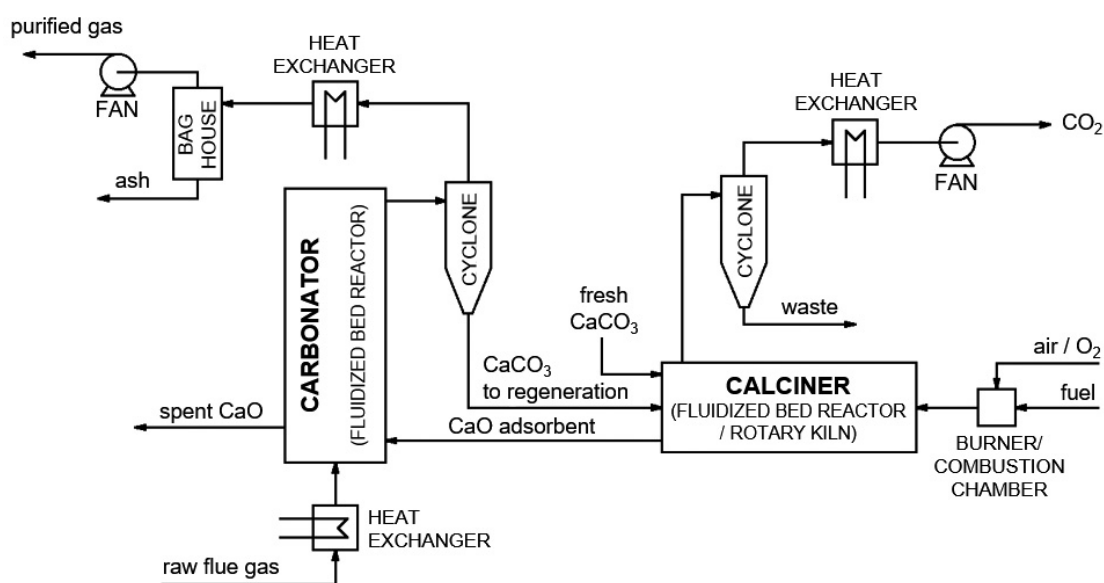 purified gas
FAN
BAG
HOUSE
ash
HEAT
EXCHANGER
CYCLONE
CARBONATOR
(FLUIDIZED BED REACTOR)
spent CaO
raw flue gas
HEAT
EXCHANGER
CaCO₃
to regeneration
CaO adsorbent
fresh
CaCO₃
CALCINER
(FLUIDIZED BED REACTOR
/ ROTARY KILN)
CYCLONE
waste
HEAT
EXCHANGER
FAN
CO₂
air / O₂
fuel
BURNER/
COMBUSTION
CHAMBER